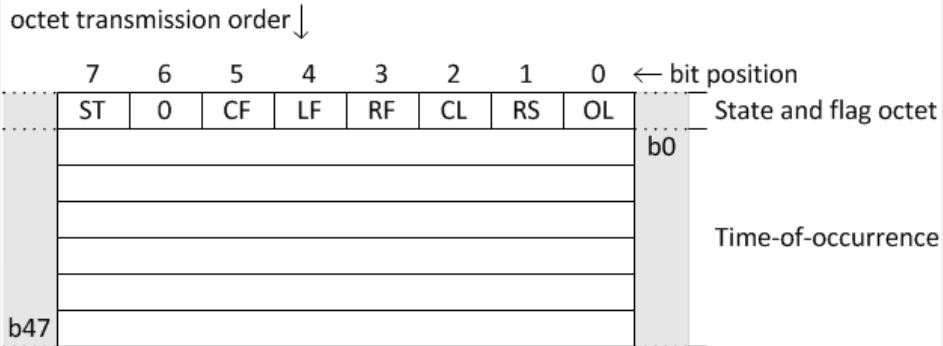 octet transmission order ↓
7 6 5 4 3 2 1 0 ← bit position
ST 0 CF LF RF CL RS OL State and flag octet
b0
Time-of-occurrence
b47